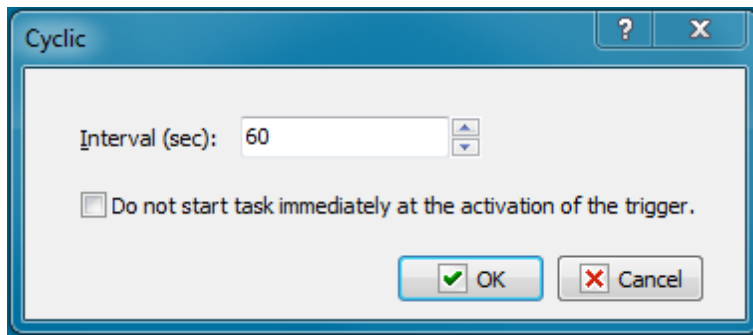 Cyclic
Interval (sec): 60
Do not start task immediately at the activation of the trigger.
OK Cancel